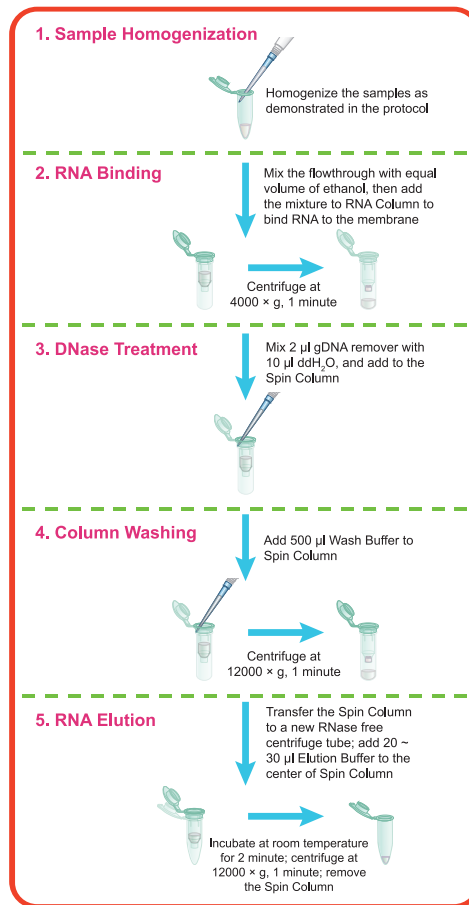 1. Sample Homogenization
Homogenize the samples as
demonstrated in the protocol
2. RNA Binding
Mix the flowthrough with equal
volume of ethanol, then add
the mixture to RNA Column to
bind RNA to the membrane
Centrifuge at
4000 × g, 1 minute
3. DNase Treatment
Mix 2 µl gDNA remover with
10 µl ddH₂O, and add to the
Spin Column
4. Column Washing
Add 500 µl Wash Buffer to
Spin Column
Centrifuge at
12000 × g, 1 minute
5. RNA Elution
Transfer the Spin Column
to a new RNase free
centrifuge tube; add 20 ~
30 µl Elution Buffer to the
center of Spin Column
Incubate at room temperature
for 2 minute; centrifuge at
12000 × g, 1 minute; remove
the Spin Column